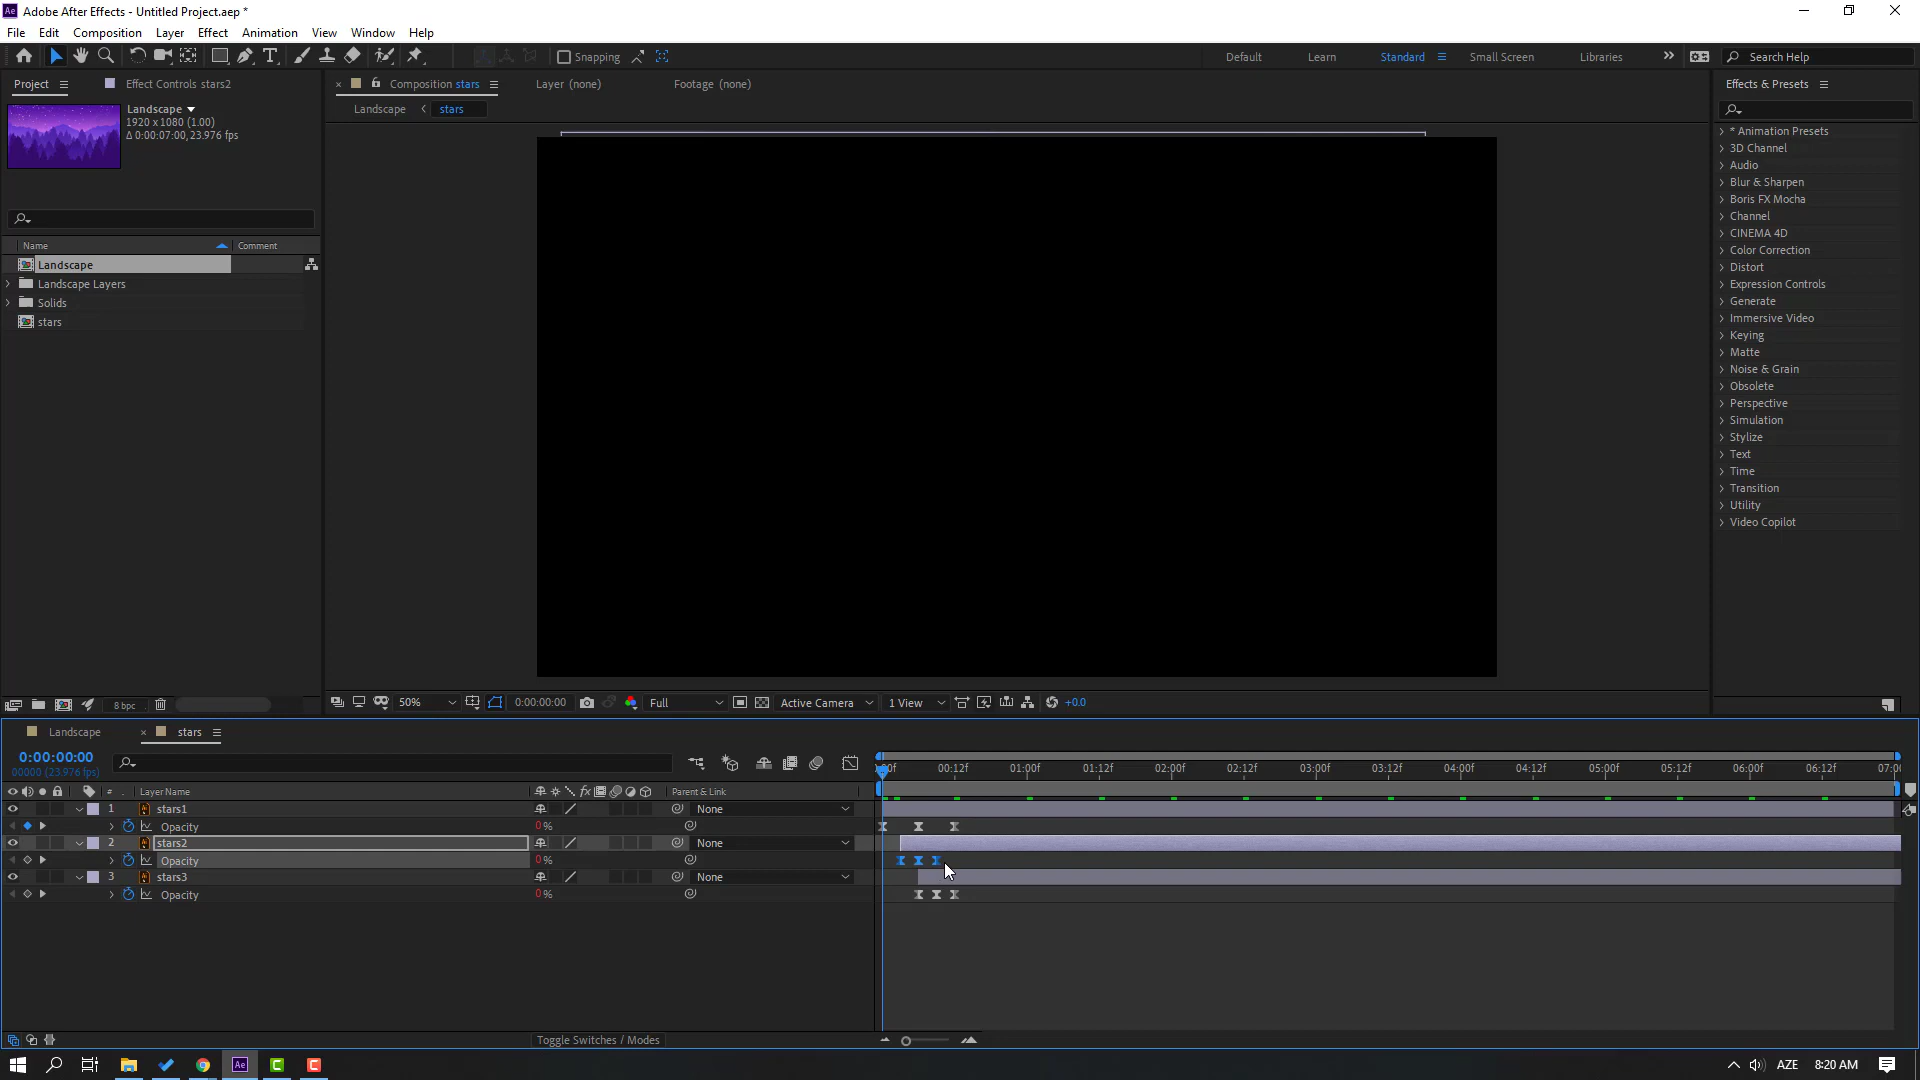 Adobe After Effects - Untitled Project.aep *
File Edit Composition Layer Effect Animation View Window Help
Snapping Default Learn Standard Small Screen Libraries Search Help
Project Effect Controls stars2 Composition stars Layer (none) Footage (none) Effects & Presets
Landscape
1920 x 1080 (1.00)
Δ 0:00:07:00, 23.976 fps
Landscape stars
Name Comment
Landscape
Landscape Layers
Solids
stars
* Animation Presets
3D Channel
Audio
Blur & Sharpen
Boris FX Mocha
Channel
CINEMA 4D
Color Correction
Distort
Expression Controls
Generate
Immersive Video
Keying
Matte
Noise & Grain
Obsolete
Perspective
Simulation
Stylize
Text
Time
Transition
Utility
Video Copilot
8 bpc 50% 0:00:00:00 Full Active Camera 1 View +0.0
Landscape stars
0:00:00:00
00000 (23.976 fps)
00f 00:12f 01:00f 01:12f 02:00f 02:12f 03:00f 03:12f 04:00f 04:12f 05:00f 05:12f 06:00f 06:12f 07:00
# Layer Name fx Parent & Link
1 stars1 None
Opacity 0 %
2 stars2 None
Opacity 0 %
3 stars3 None
Opacity 0 %
Toggle Switches / Modes
Ae C C AZE 8:20 AM